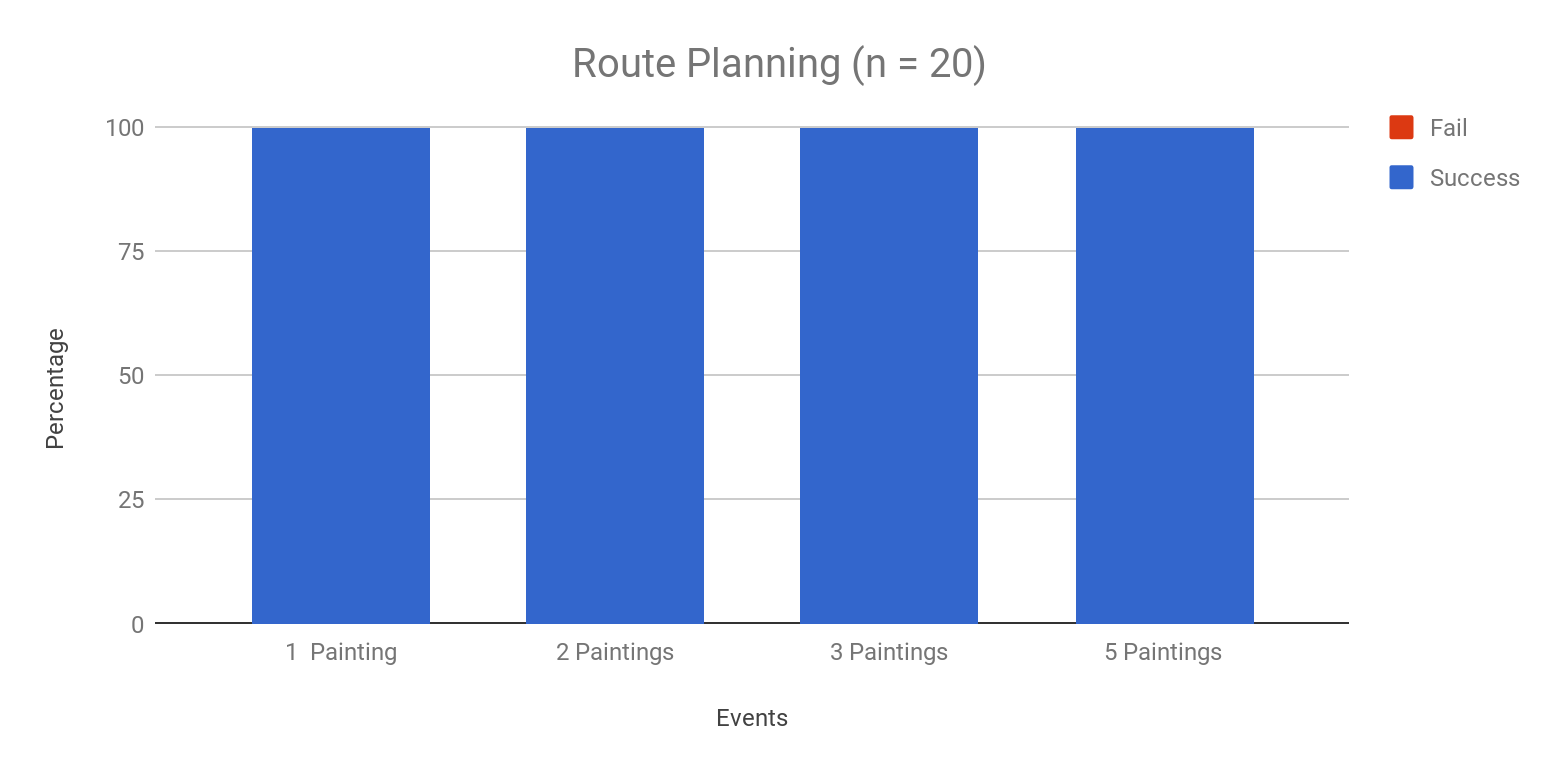 Route Planning (n = 20)
Fail
Success
Percentage
100
75
50
25
0
1  Painting
2 Paintings
3 Paintings
5 Paintings
Events